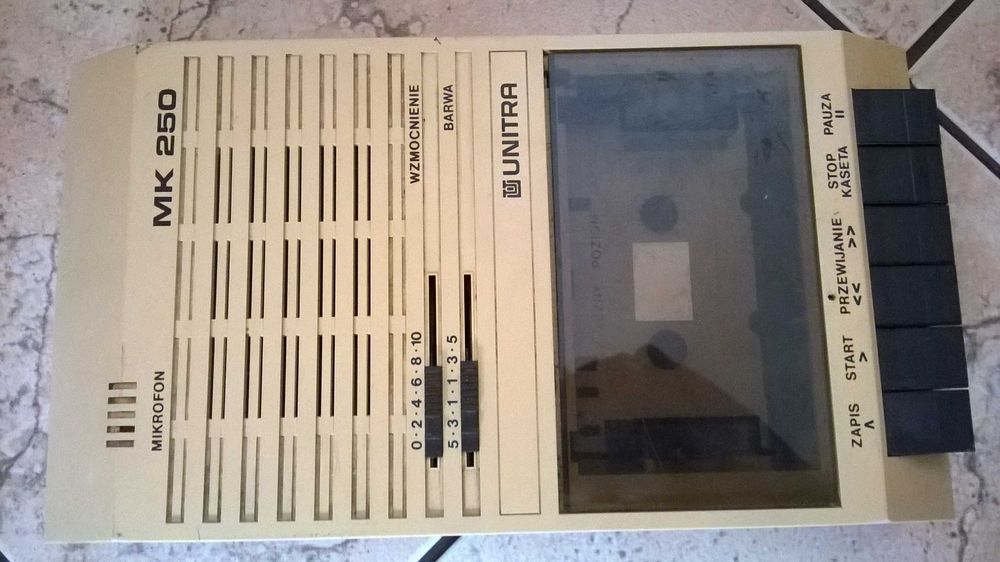 MK 250
MIKROFON
WZMOCNIENIE
0·2·4·6·8·10
BARWA
5·3·1·1·3·5
UNITRA
POZIOM
ZAPIS
START
>
PRZEWIJANIE
<< >>
STOP
KASETA
PAUZA
II